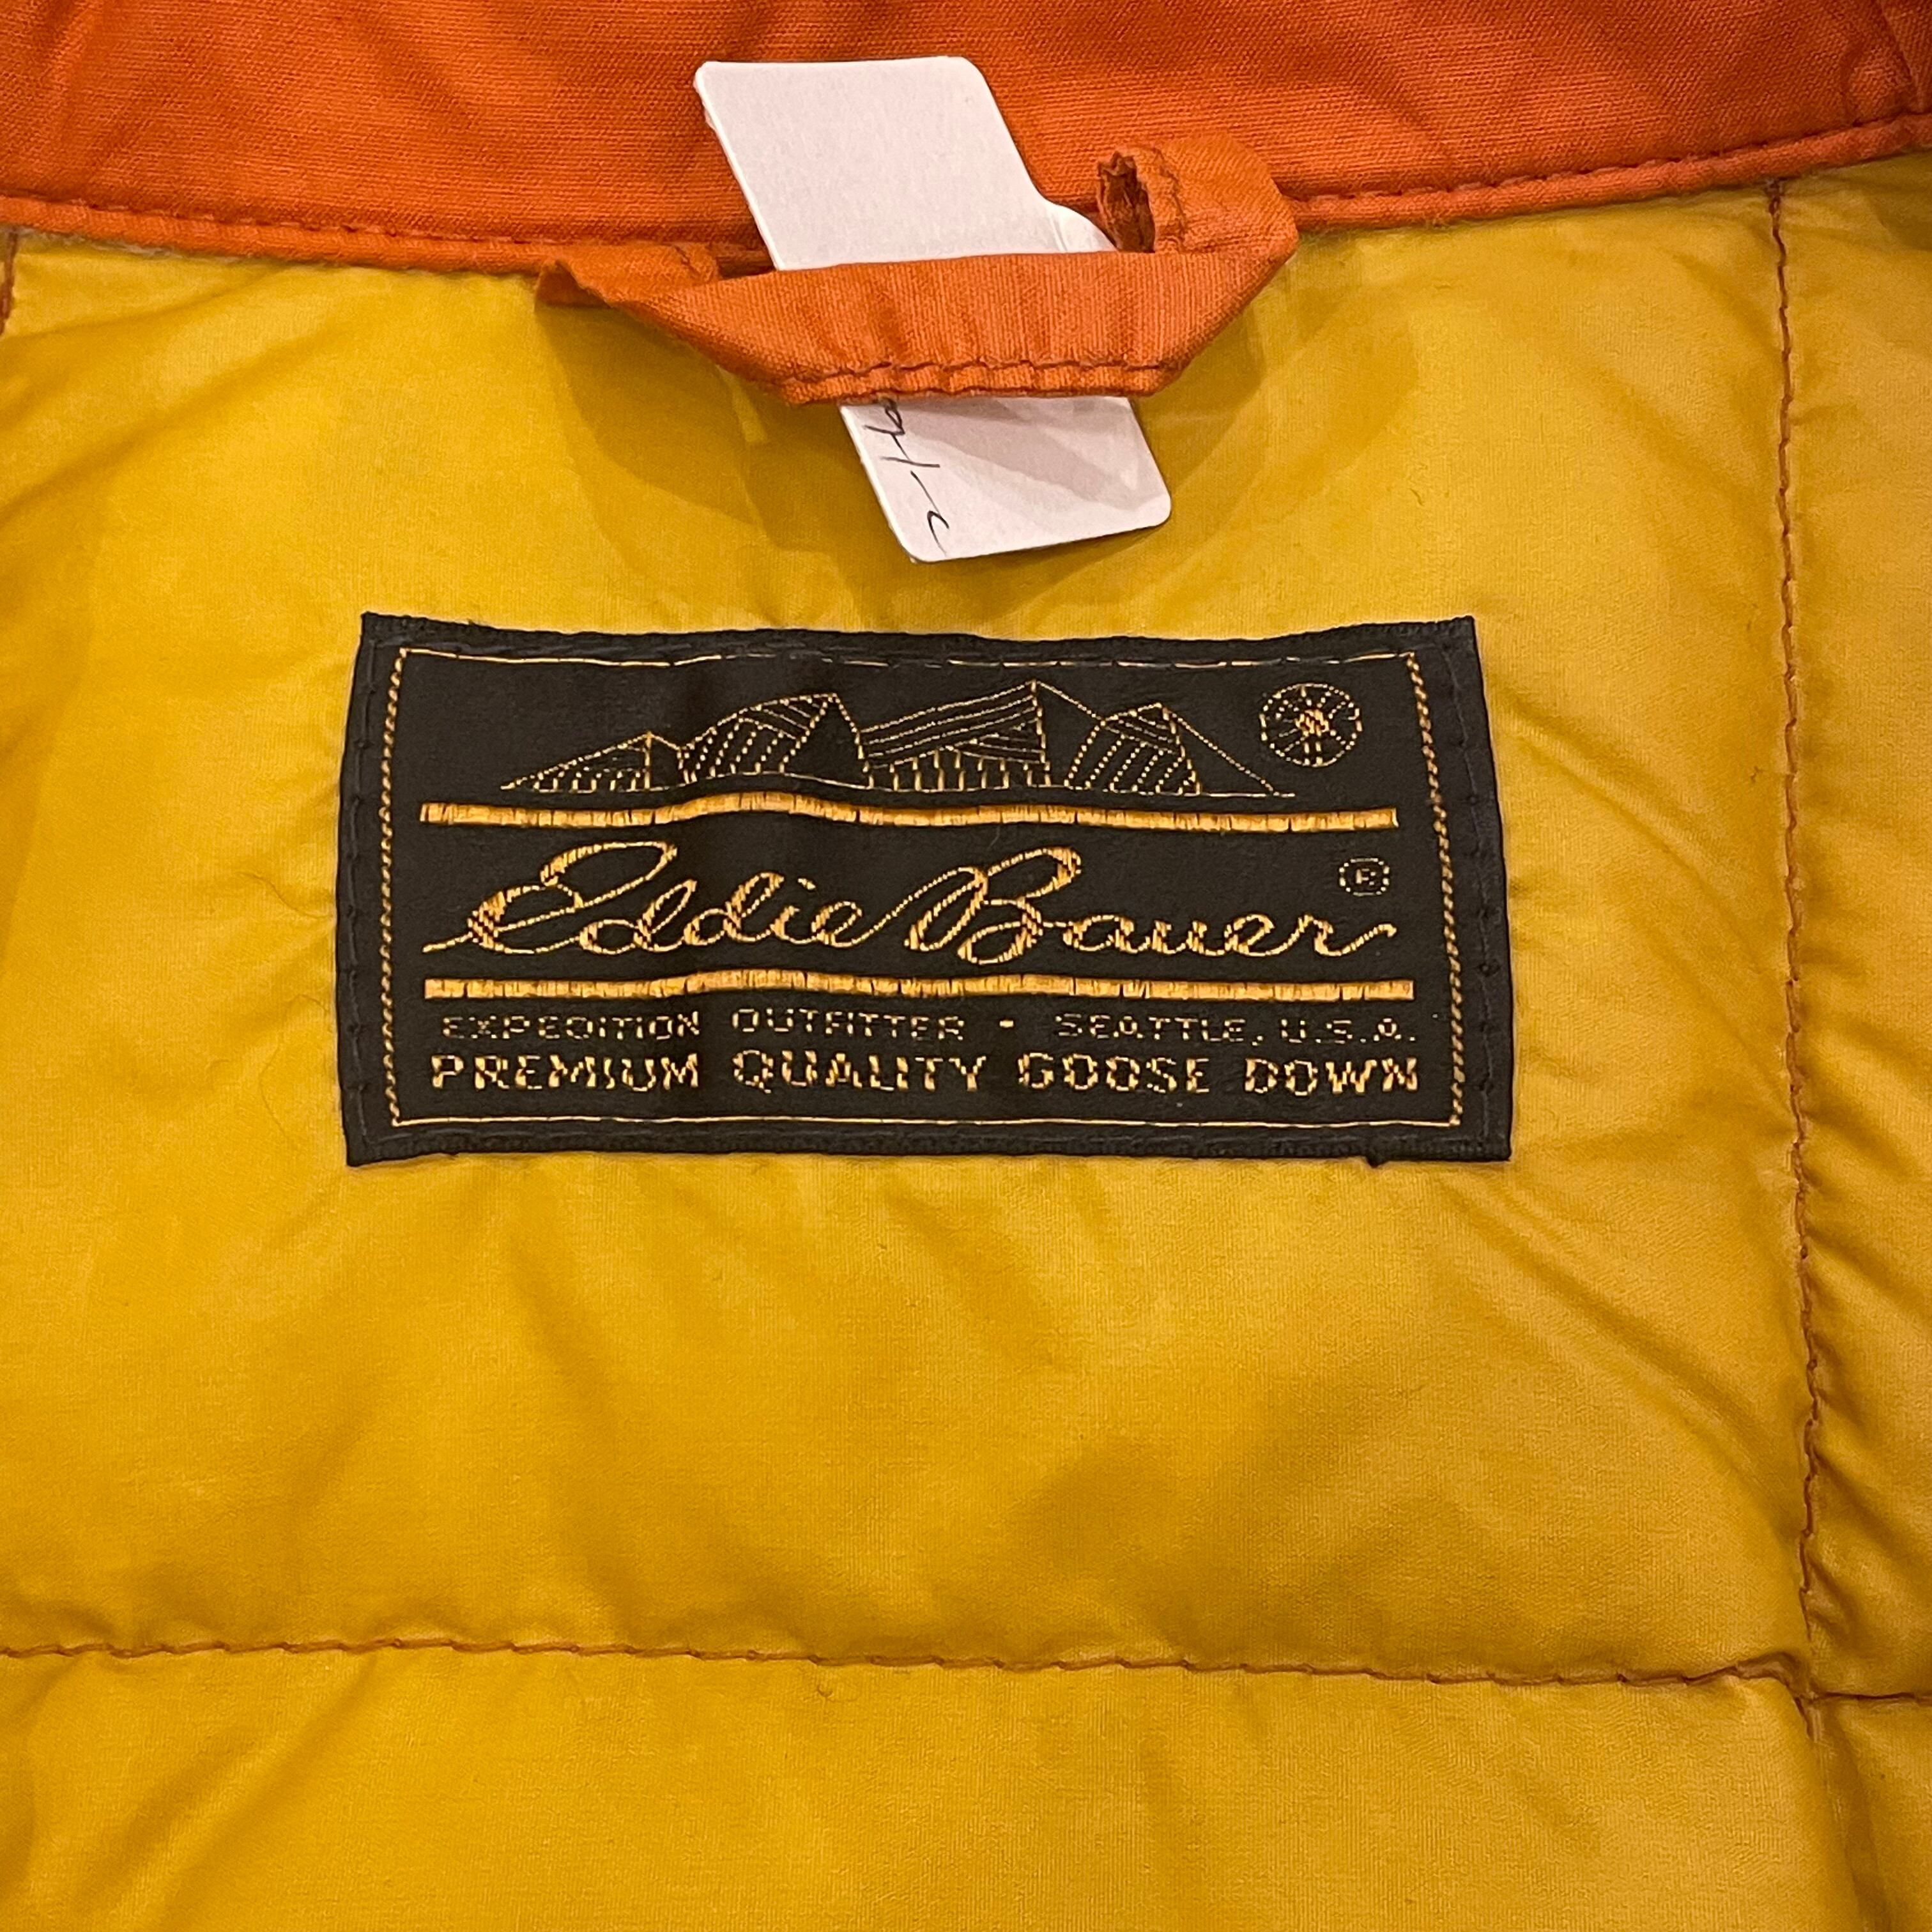 Eddie Bauer ®
EXPEDITION OUTFITTER • SEATTLE, U.S.A.
PREMIUM QUALITY GOOSE DOWN